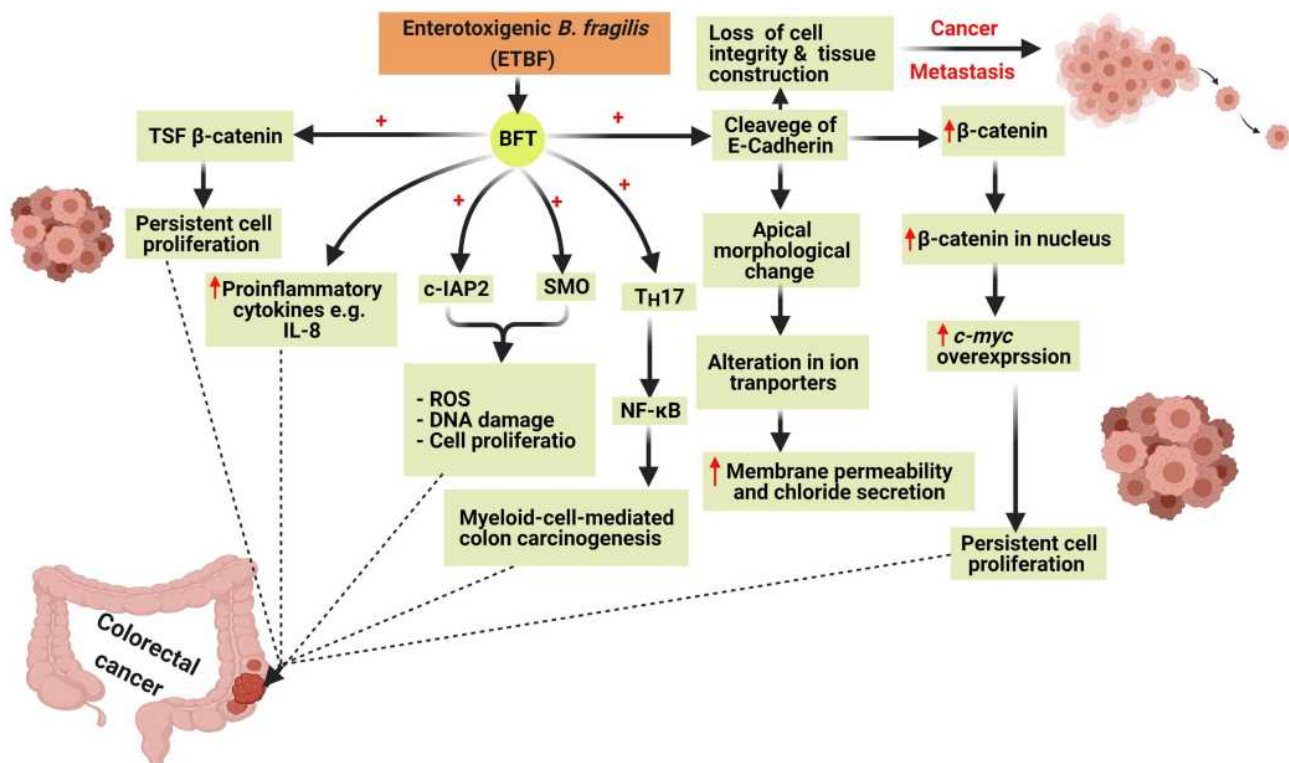 Enterotoxigenic B. fragilis
(ETBF)
Loss of cell
integrity & tissue
construction
Cancer
Metastasis
TSF β-catenin
+
BFT
+
Cleavege of
E-Cadherin
β-catenin
+
+
+
Persistent cell
proliferation
Apical
morphological
change
β-catenin in nucleus
Proinflammatory
cytokines e.g.
IL-8
c-IAP2
SMO
TH17
c-myc
overexprssion
- ROS
- DNA damage
- Cell proliferatio
NF-κB
Alteration in ion
tranporters
Membrane permeability
and chloride secretion
Myeloid-cell-mediated
colon carcinogenesis
Persistent cell
proliferation
Colorectal
cancer